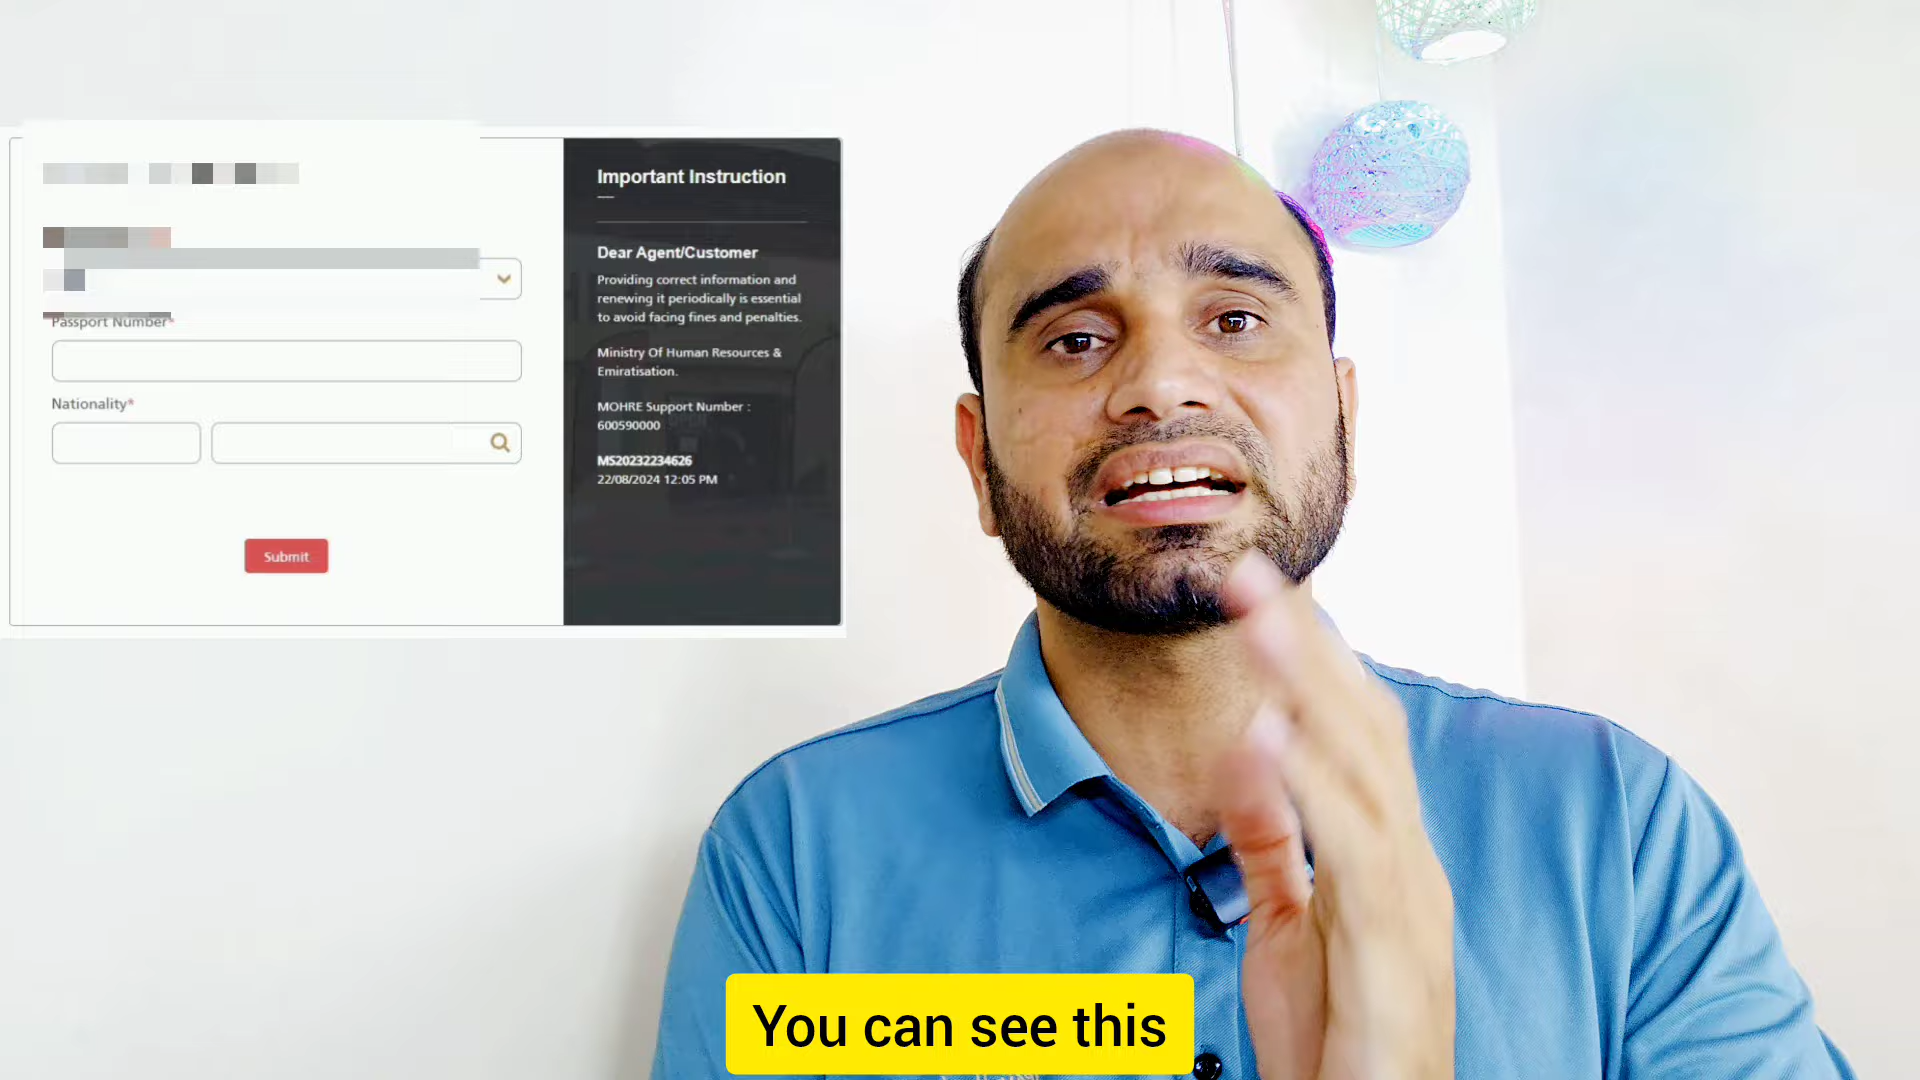 Passport Number*
Nationality*
Submit
Important Instruction
Dear Agent/Customer
Providing correct information and
renewing it periodically is essential
to avoid facing fines and penalties.
Ministry Of Human Resources &
Emiratisation.
MOHRE Support Number :
600590000
MS20232234626
22/08/2024 12:05 PM
You can see this